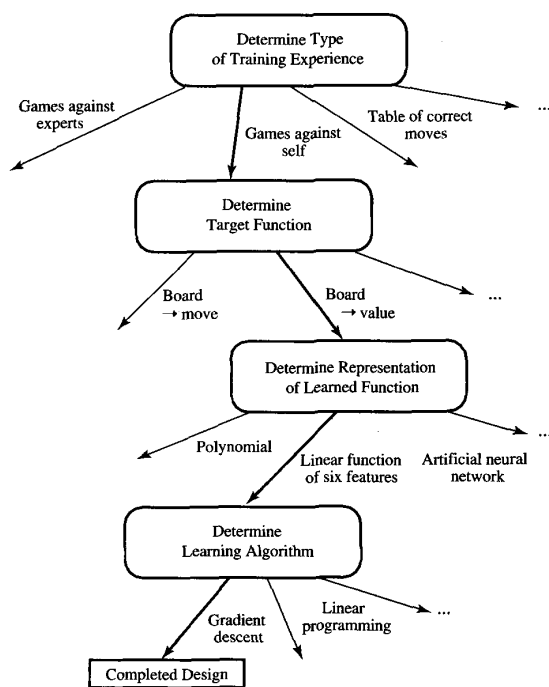 Determine Type
of Training Experience
Games against
experts
Games against
self
Table of correct
moves
...
Determine
Target Function
Board
→ move
Board
→ value
...
Determine Representation
of Learned Function
Polynomial
Linear function
of six features
Artificial neural
network
...
Determine
Learning Algorithm
Gradient
descent
Linear
programming
...
Completed Design